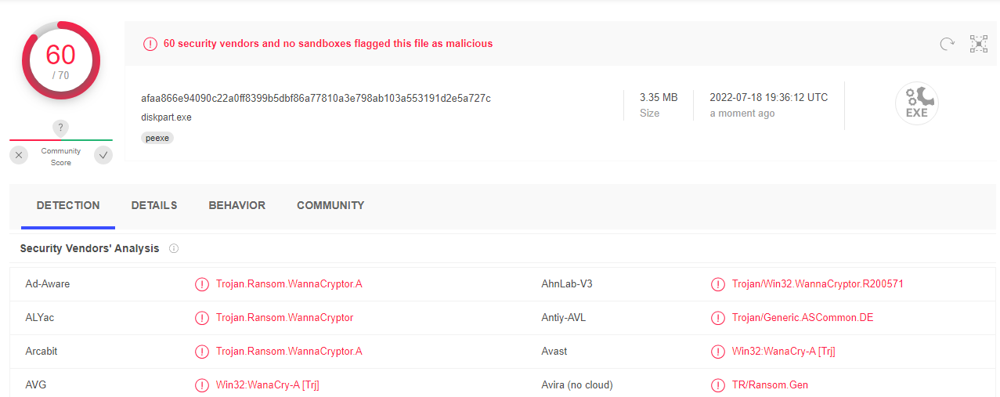 60
/ 70
?
Community
Score
60 security vendors and no sandboxes flagged this file as malicious
afaa866e94090c22a0ff8399b5dbf86a77810a3e798ab103a553191d2e5a727c
diskpart.exe
peexe
3.35 MB
Size
2022-07-18 19:36:12 UTC
a moment ago
EXE
DETECTION DETAILS BEHAVIOR COMMUNITY
Security Vendors' Analysis
Ad-Aware Trojan.Ransom.WannaCryptor.A AhnLab-V3 Trojan/Win32.WannaCryptor.R200571
ALYac Trojan.Ransom.WannaCryptor Antiy-AVL Trojan/Generic.ASCommon.DE
Arcabit Trojan.Ransom.WannaCryptor.A Avast Win32:WanaCry-A [Trj]
AVG Win32:WanaCry-A [Trj] Avira (no cloud) TR/Ransom.Gen